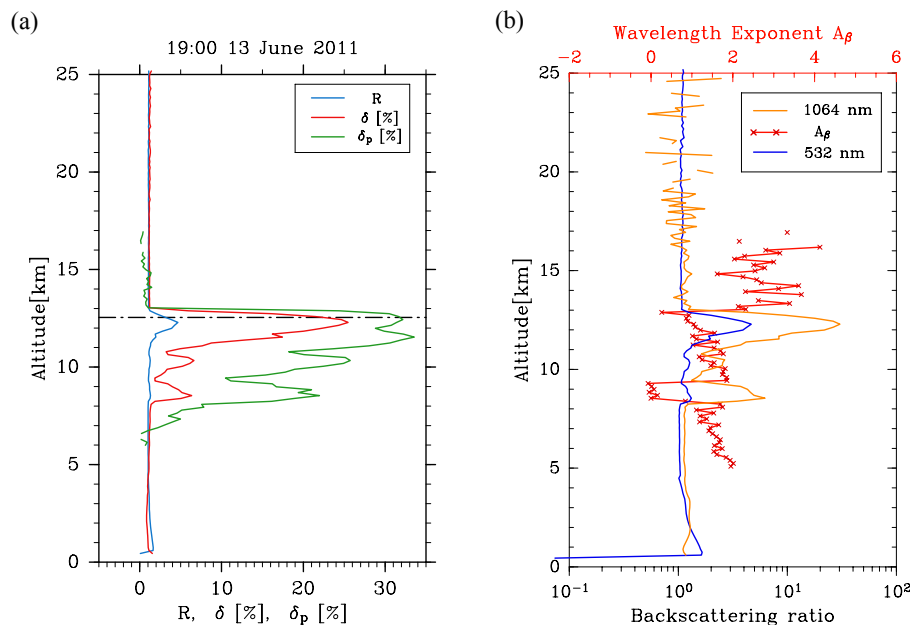 (a)
19:00 13 June 2011
R
δ [%]
δp [%]
25
20
15
10
5
0
Altitude[km]
0 10 20 30
R, δ [%], δp [%]
(b)
Wavelength Exponent Aβ
-2 0 2 4 6
1064 nm
Aβ
532 nm
25
20
15
10
5
0
Altitude[km]
10⁻¹ 10⁰ 10¹ 10²
Backscattering ratio